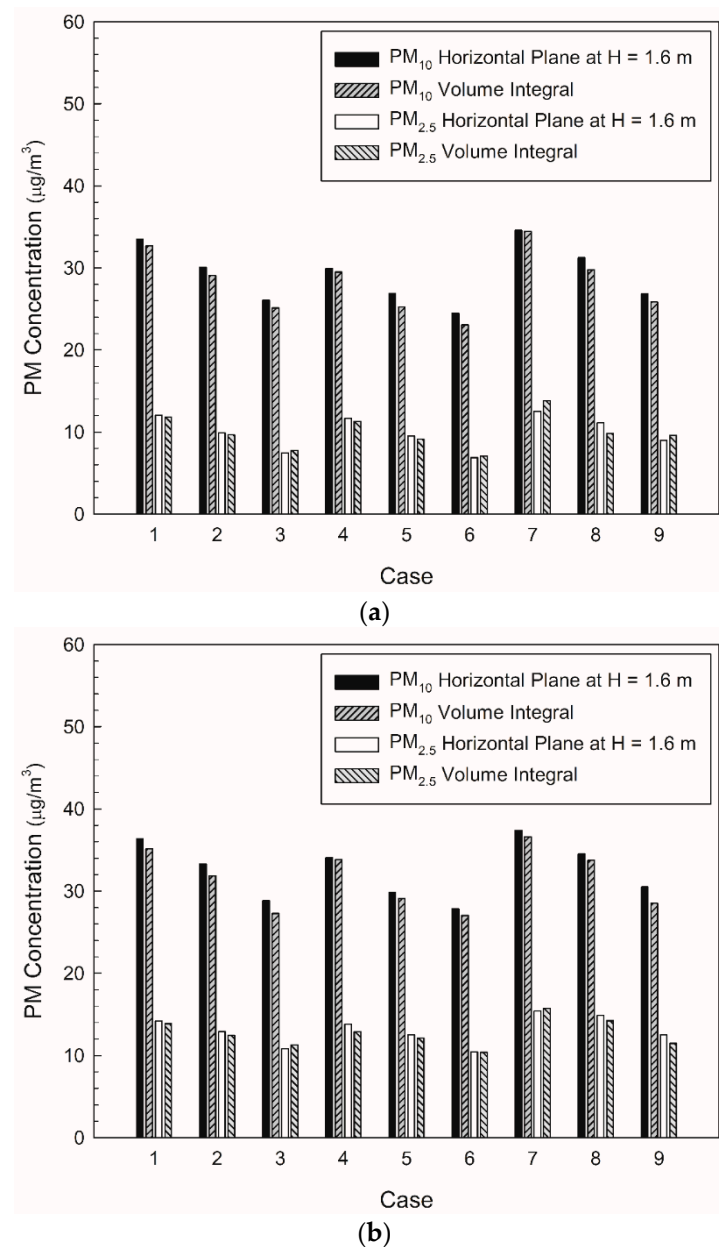 60
50
40
30
20
10
0
PM Concentration (μg/m³)
PM₁₀ Horizontal Plane at H = 1.6 m
PM₁₀ Volume Integral
PM₂.₅ Horizontal Plane at H = 1.6 m
PM₂.₅ Volume Integral
1 2 3 4 5 6 7 8 9
Case
(a)
60
50
40
30
20
10
0
PM Concentration (μg/m³)
PM₁₀ Horizontal Plane at H = 1.6 m
PM₁₀ Volume Integral
PM₂.₅ Horizontal Plane at H = 1.6 m
PM₂.₅ Volume Integral
1 2 3 4 5 6 7 8 9
Case
(b)